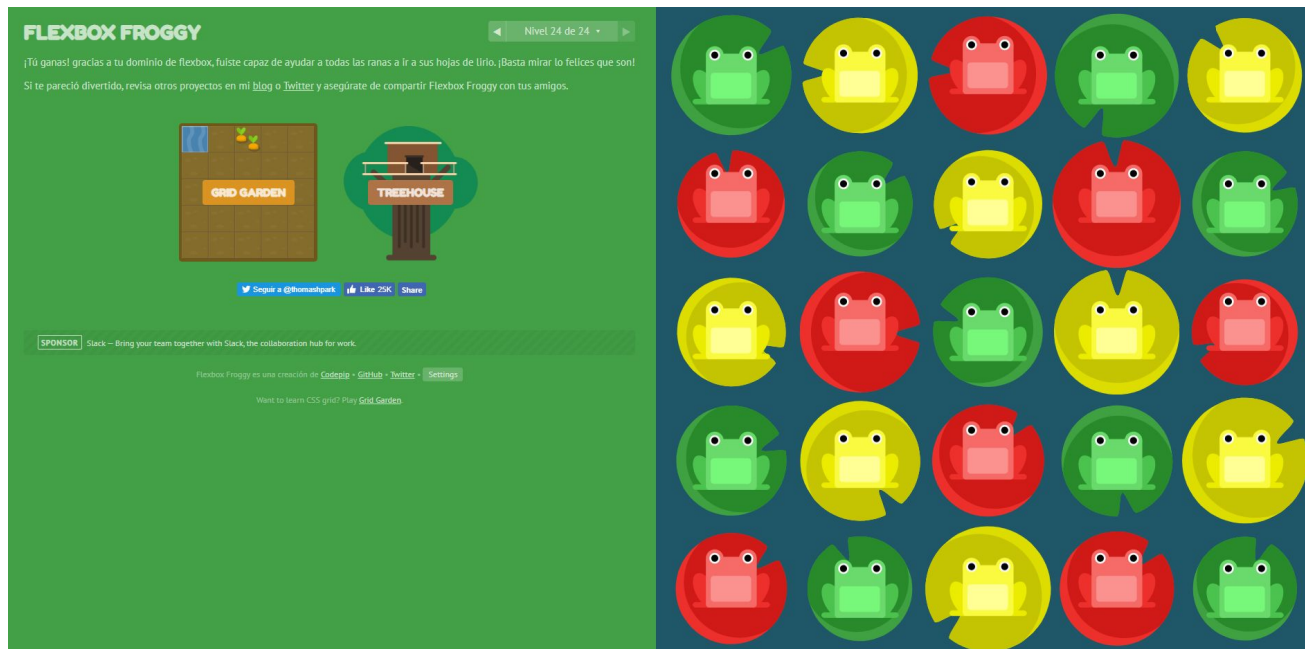 FLEXBOX FROGGY
◀ Nivel 24 de 24 ▾ ▶
¡Tú ganas! gracias a tu dominio de flexbox, fuiste capaz de ayudar a todas las ranas a ir a sus hojas de lirio. ¡Basta mirar lo felices que son!
Si te pareció divertido, revisa otros proyectos en mi blog o Twitter y asegúrate de compartir Flexbox Froggy con tus amigos.
GRID GARDEN
TREEHOUSE
Seguir a @thomashpark Like 25K Share
SPONSOR Slack — Bring your team together with Slack, the collaboration hub for work.
Flexbox Froggy es una creación de Codepip • GitHub • Twitter • Settings
Want to learn CSS grid? Play Grid Garden.